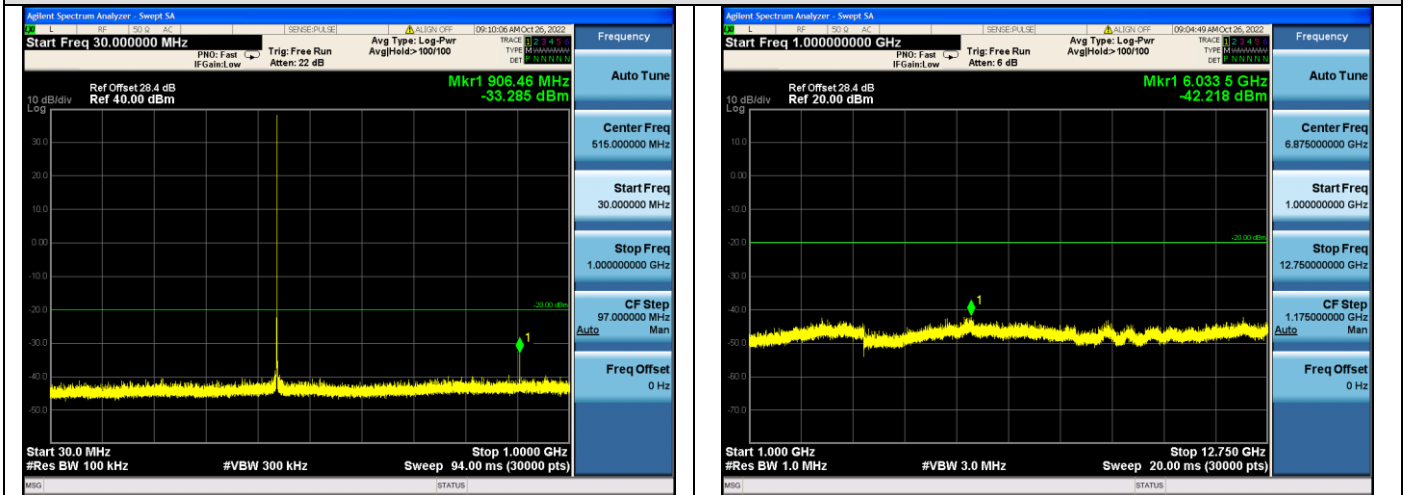 Agilent Spectrum Analyzer - Swept SA
L RF 50 Ω AC SENSE:PULSE ALIGN OFF 09:10:06 AM Oct 26, 2022
Start Freq 30.000000 MHz
PNO: Fast
IFGain:Low
Trig: Free Run
Atten: 22 dB
Avg Type: Log-Pwr
Avg|Hold:>100/100
TRACE 1 2 3 4 5 6
TYPE M
DET P N N N N N
Mkr1 906.46 MHz
-33.285 dBm
Ref Offset 28.4 dB
10 dB/div Ref 40.00 dBm
Log
30.0
10.0
0.00
-10.0
-20.0
-20.00 dBm
-30.0
1
-40.0
-50.0
Start 30.0 MHz Stop 1.0000 GHz
#Res BW 100 kHz #VBW 300 kHz Sweep 94.00 ms (30000 pts)
MSG STATUS
Frequency
Auto Tune
Center Freq
515.000000 MHz
Start Freq
30.000000 MHz
Stop Freq
1.000000000 GHz
CF Step
97.000000 MHz
Auto Man
Freq Offset
0 Hz
Agilent Spectrum Analyzer - Swept SA
L RF 50 Ω AC SENSE:PULSE ALIGN OFF 09:04:49 AM Oct 26, 2022
Start Freq 1.000000000 GHz
PNO: Fast
IFGain:Low
Trig: Free Run
Atten: 6 dB
Avg Type: Log-Pwr
Avg|Hold:>100/100
TRACE 1 2 3 4 5 6
TYPE M
DET P N N N N N
Mkr1 6.033 5 GHz
-42.218 dBm
Ref Offset 28.4 dB
10 dB/div Ref 20.00 dBm
Log
10.0
0.00
-10.0
-20.0
-20.00 dBm
-30.0
1
-40.0
-50.0
-60.0
-70.0
Start 1.000 GHz Stop 12.750 GHz
#Res BW 1.0 MHz #VBW 3.0 MHz Sweep 20.00 ms (30000 pts)
MSG STATUS
Frequency
Auto Tune
Center Freq
6.875000000 GHz
Start Freq
1.000000000 GHz
Stop Freq
12.750000000 GHz
CF Step
1.175000000 GHz
Auto Man
Freq Offset
0 Hz